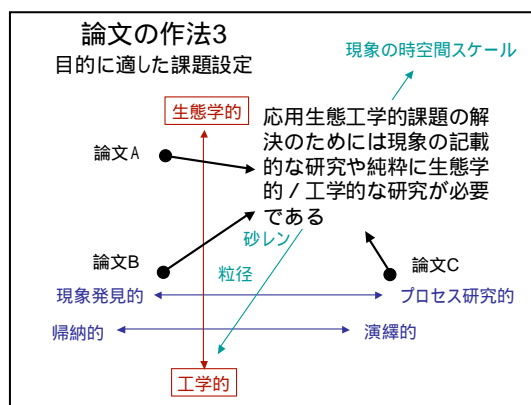 論文の作法3
目的に適した課題設定
現象の時空間スケール
生態学的
応用生態工学的課題の解
決のためには現象の記載
的な研究や純粋に生態学
的/工学的な研究が必要
である
論文A
砂レン
論文B
粒径
論文C
現象発見的
プロセス研究的
帰納的
演繹的
工学的